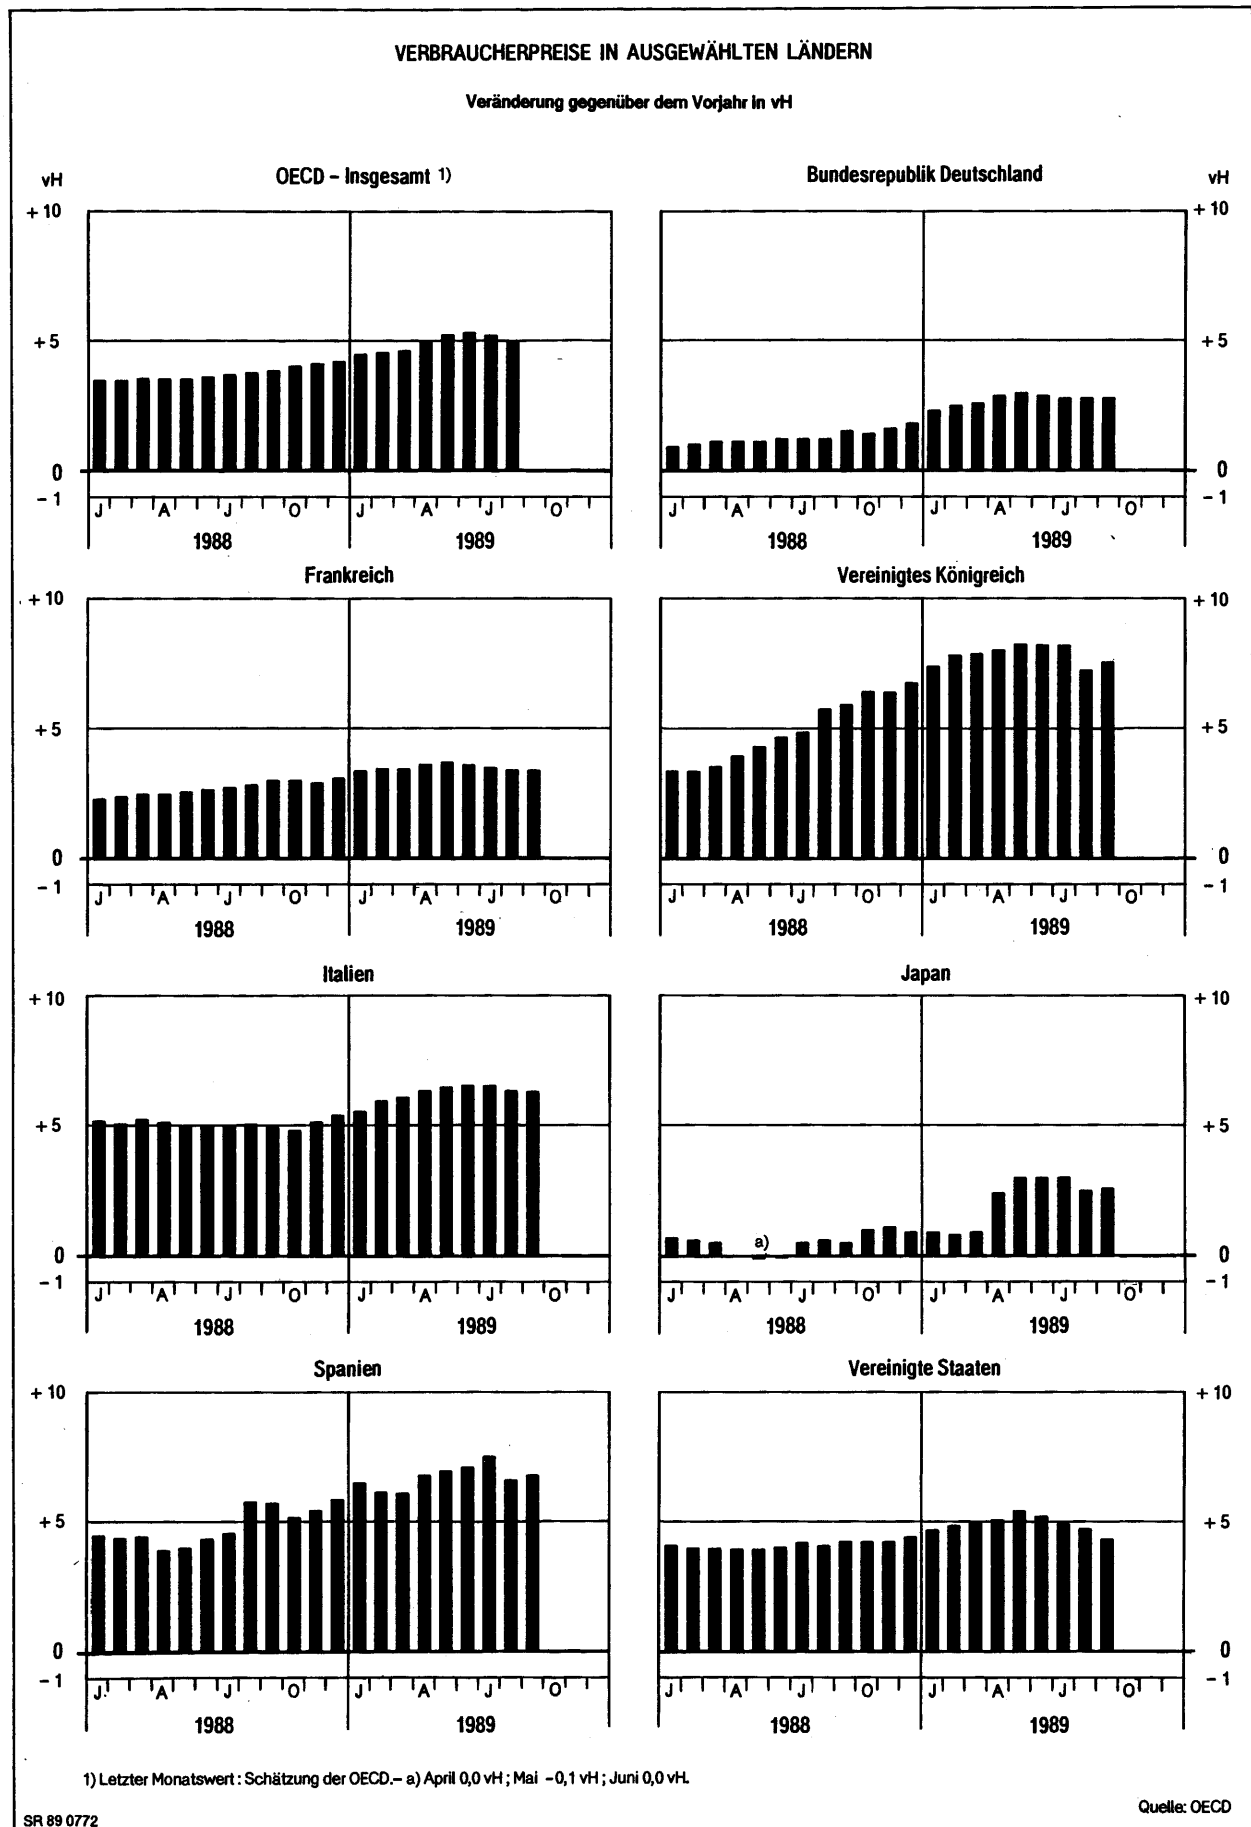 VERBRAUCHERPREISE IN AUSGEWÄHLTEN LÄNDERN
Veränderung gegenüber dem Vorjahr in vH
vH OECD – Insgesamt 1)
+ 10
+ 5
0
– 1
J A J O J A J O
1988 1989
Bundesrepublik Deutschland vH
+ 10
+ 5
0
– 1
J A J O J A J O
1988 1989
Frankreich
+ 10
+ 5
0
– 1
J A J O J A J O
1988 1989
Vereinigtes Königreich
+ 10
+ 5
0
– 1
J A J O J A J O
1988 1989
Italien
+ 10
+ 5
0
– 1
J A J O J A J O
1988 1989
Japan
+ 10
+ 5
a)
0
– 1
J A J O J A J O
1988 1989
Spanien
+ 10
+ 5
0
– 1
J A J O J A J O
1988 1989
Vereinigte Staaten
+ 10
+ 5
0
– 1
J A J O J A J O
1988 1989
1) Letzter Monatswert : Schätzung der OECD.– a) April 0,0 vH ; Mai –0,1 vH ; Juni 0,0 vH.
SR 89 0772
Quelle: OECD